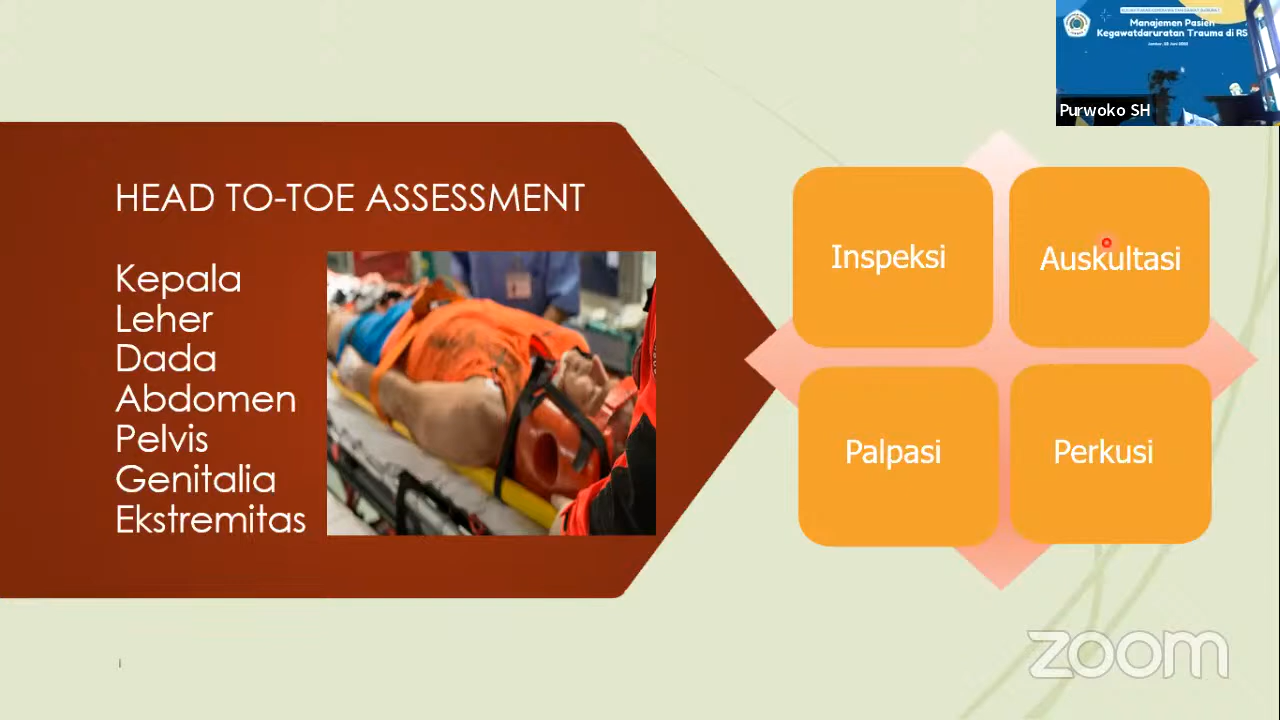 Manajemen Pasien
Kegawatdaruratan Trauma di RS
Purwoko SH
HEAD TO-TOE ASSESSMENT
Kepala
Leher
Dada
Abdomen
Pelvis
Genitalia
Ekstremitas
Inspeksi
Auskultasi
Palpasi
Perkusi
zoom